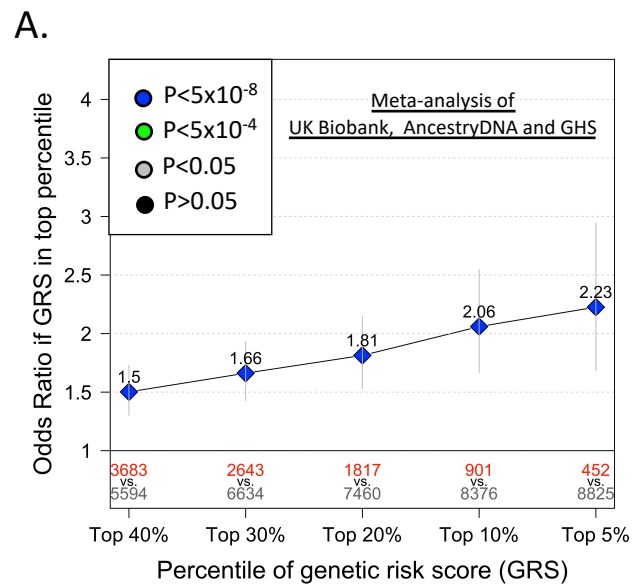 A.
P<5x10⁻⁸
P<5x10⁻⁴
P<0.05
P>0.05
Meta-analysis of
UK Biobank, AncestryDNA and GHS
Odds Ratio if GRS in top percentile
4
3.5
3
2.5
2
1.5
1
1.5
1.66
1.81
2.06
2.23
3683 2643 1817 901 452
vs. vs. vs. vs. vs.
5594 6634 7460 8376 8825
Top 40% Top 30% Top 20% Top 10% Top 5%
Percentile of genetic risk score (GRS)